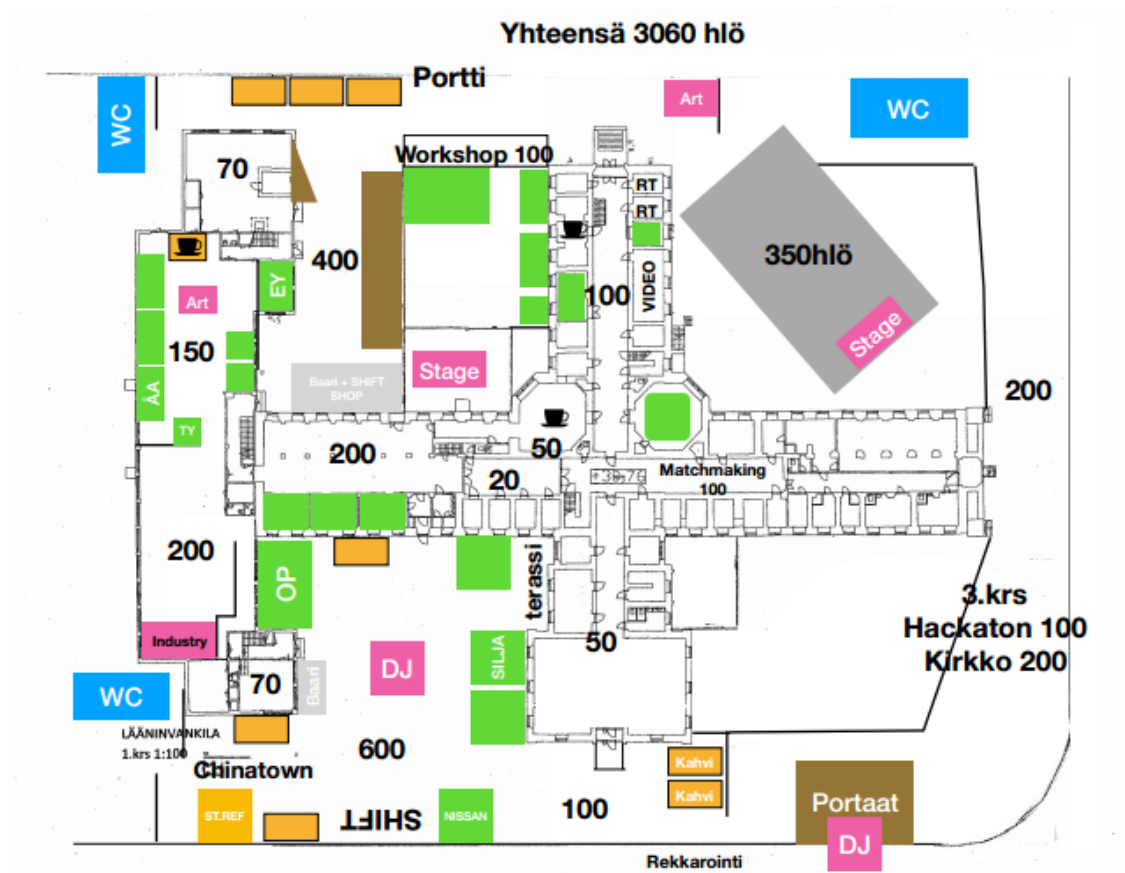 Yhteensä 3060 hlö
Portti
Art
WC
WC
70
Workshop 100
RT
RT
350hlö
400
EY
Art
100
VIDEO
Stage
150
Stage
Baari + SHIFT
SHOP
ÅA
TY
200
200
50
20
+39,76
Matchmaking
100
200
OP
terassi
3.krs
Hackaton 100
Kirkko 200
Industry
50
DJ
SILJA
70
Baari
WC
LÄÄNINVANKILA
1.krs 1:100
600
Kahvi
Chinatown
Kahvi
ST.REF
SHIFT
NISSAN
100
Portaat
DJ
Rekkarointi